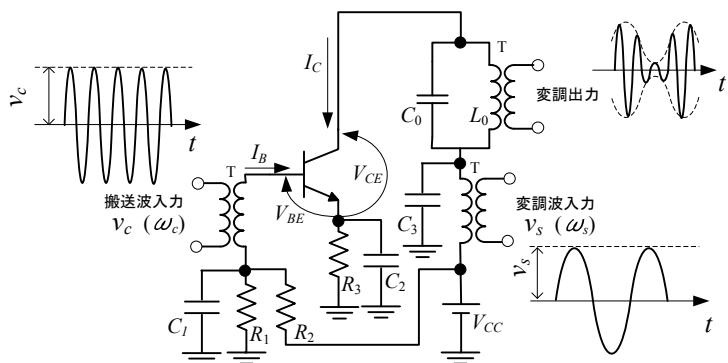 v_c
t
搬送波入力
v_c (ω_c)
T
I_B
I_C
V_BE
V_CE
C_1
R_1
R_2
R_3
C_2
C_3
C_0
L_0
T
変調出力
t
T
変調波入力
v_s (ω_s)
V_CC
v_s
t